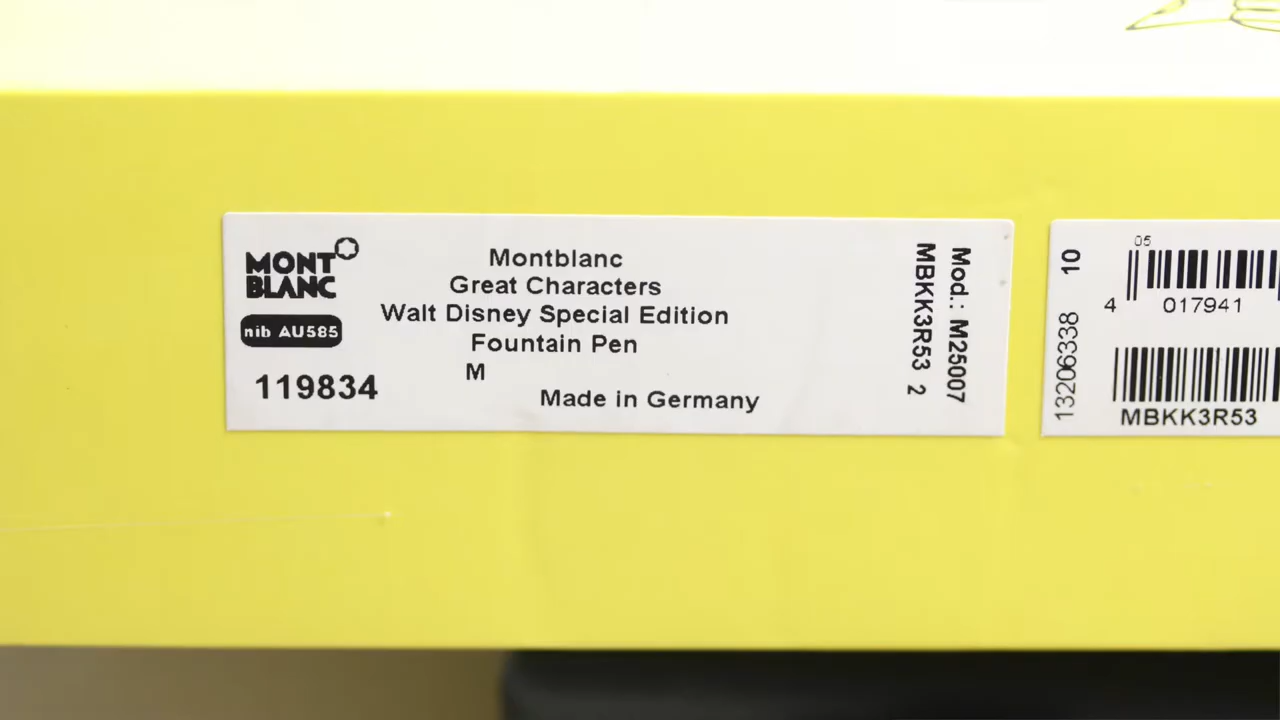 MONT
BLANC
nib AU585
119834
Montblanc
Great Characters
Walt Disney Special Edition
Fountain Pen
M
Made in Germany
MBKK3R53 2
Mod.: M25007
13206338 10
05
4 017941
MBKK3R53